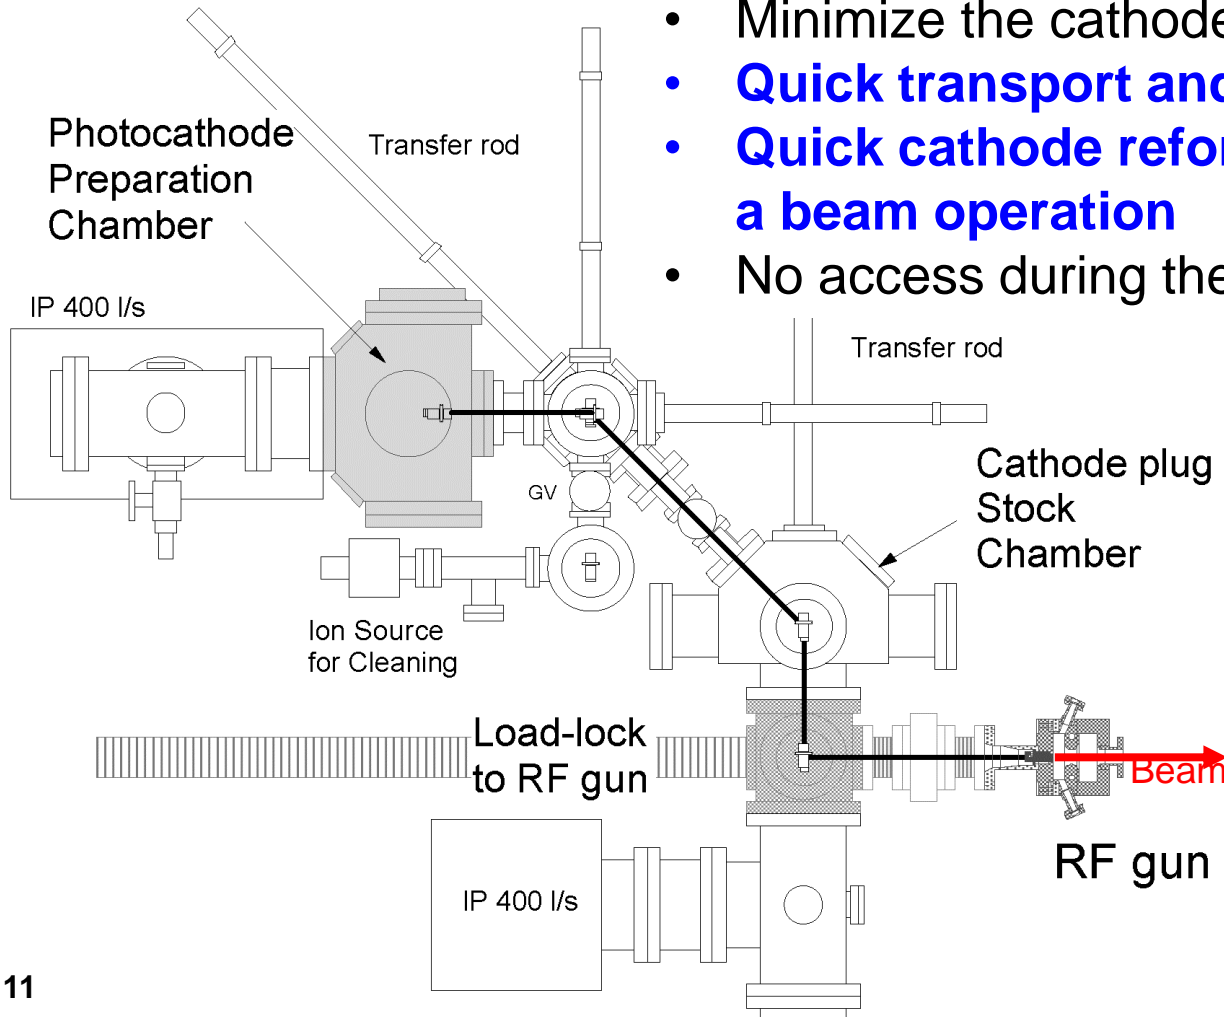 • Minimize the cathode
• Quick transport and
• Quick cathode refor
a beam operation
• No access during the
Photocathode
Preparation
Chamber
Transfer rod
IP 400 l/s
Transfer rod
Cathode plug
Stock
Chamber
GV
Ion Source
for Cleaning
Load-lock
to RF gun
Beam
RF gun
IP 400 l/s
11